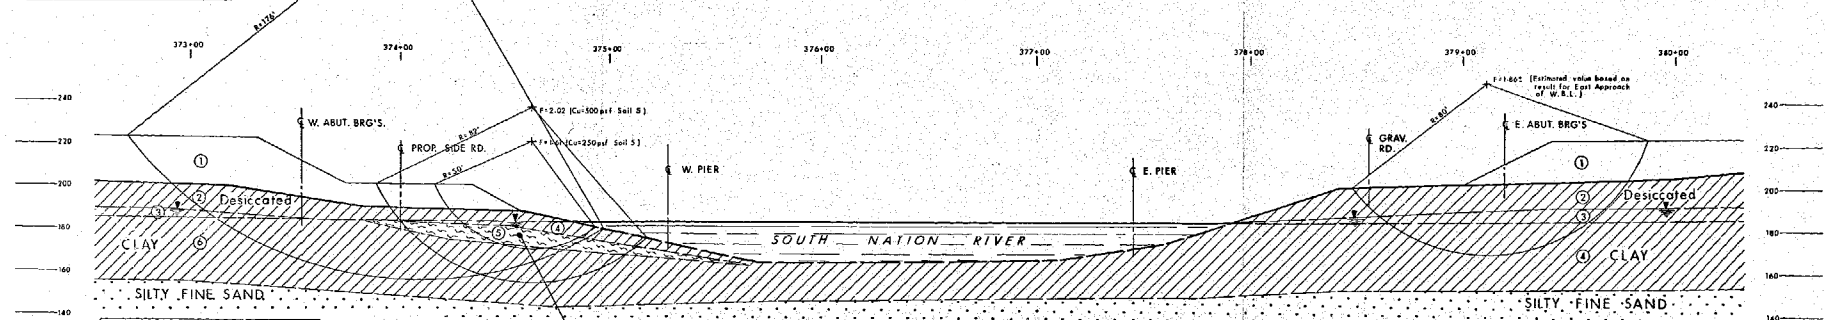 R=176'
373+00
374+00
375+00
376+00
377+00
378+00
379+00
380+00
240
220
200
180
160
140
℄ W. ABUT. BRG'S.
℄ PROP. SIDE RD.
R=82'
R=50'
F=2.02 (Cu=500psf Soil 5)
(Cu=250psf Soil 5)
℄ W. PIER
℄ E. PIER
F=1.862 (Estimated value based on
result for East Approach
of W.B.L.)
R=80'
℄ GRAV.
RD.
℄ E. ABUT. BRG'S
240
220
200
180
160
140
1
2
Desiccated
3
CLAY
6
5
4
SOUTH NATION RIVER
1
2
Desiccated
3
4
CLAY
SILTY FINE SAND
SILTY FINE SAND